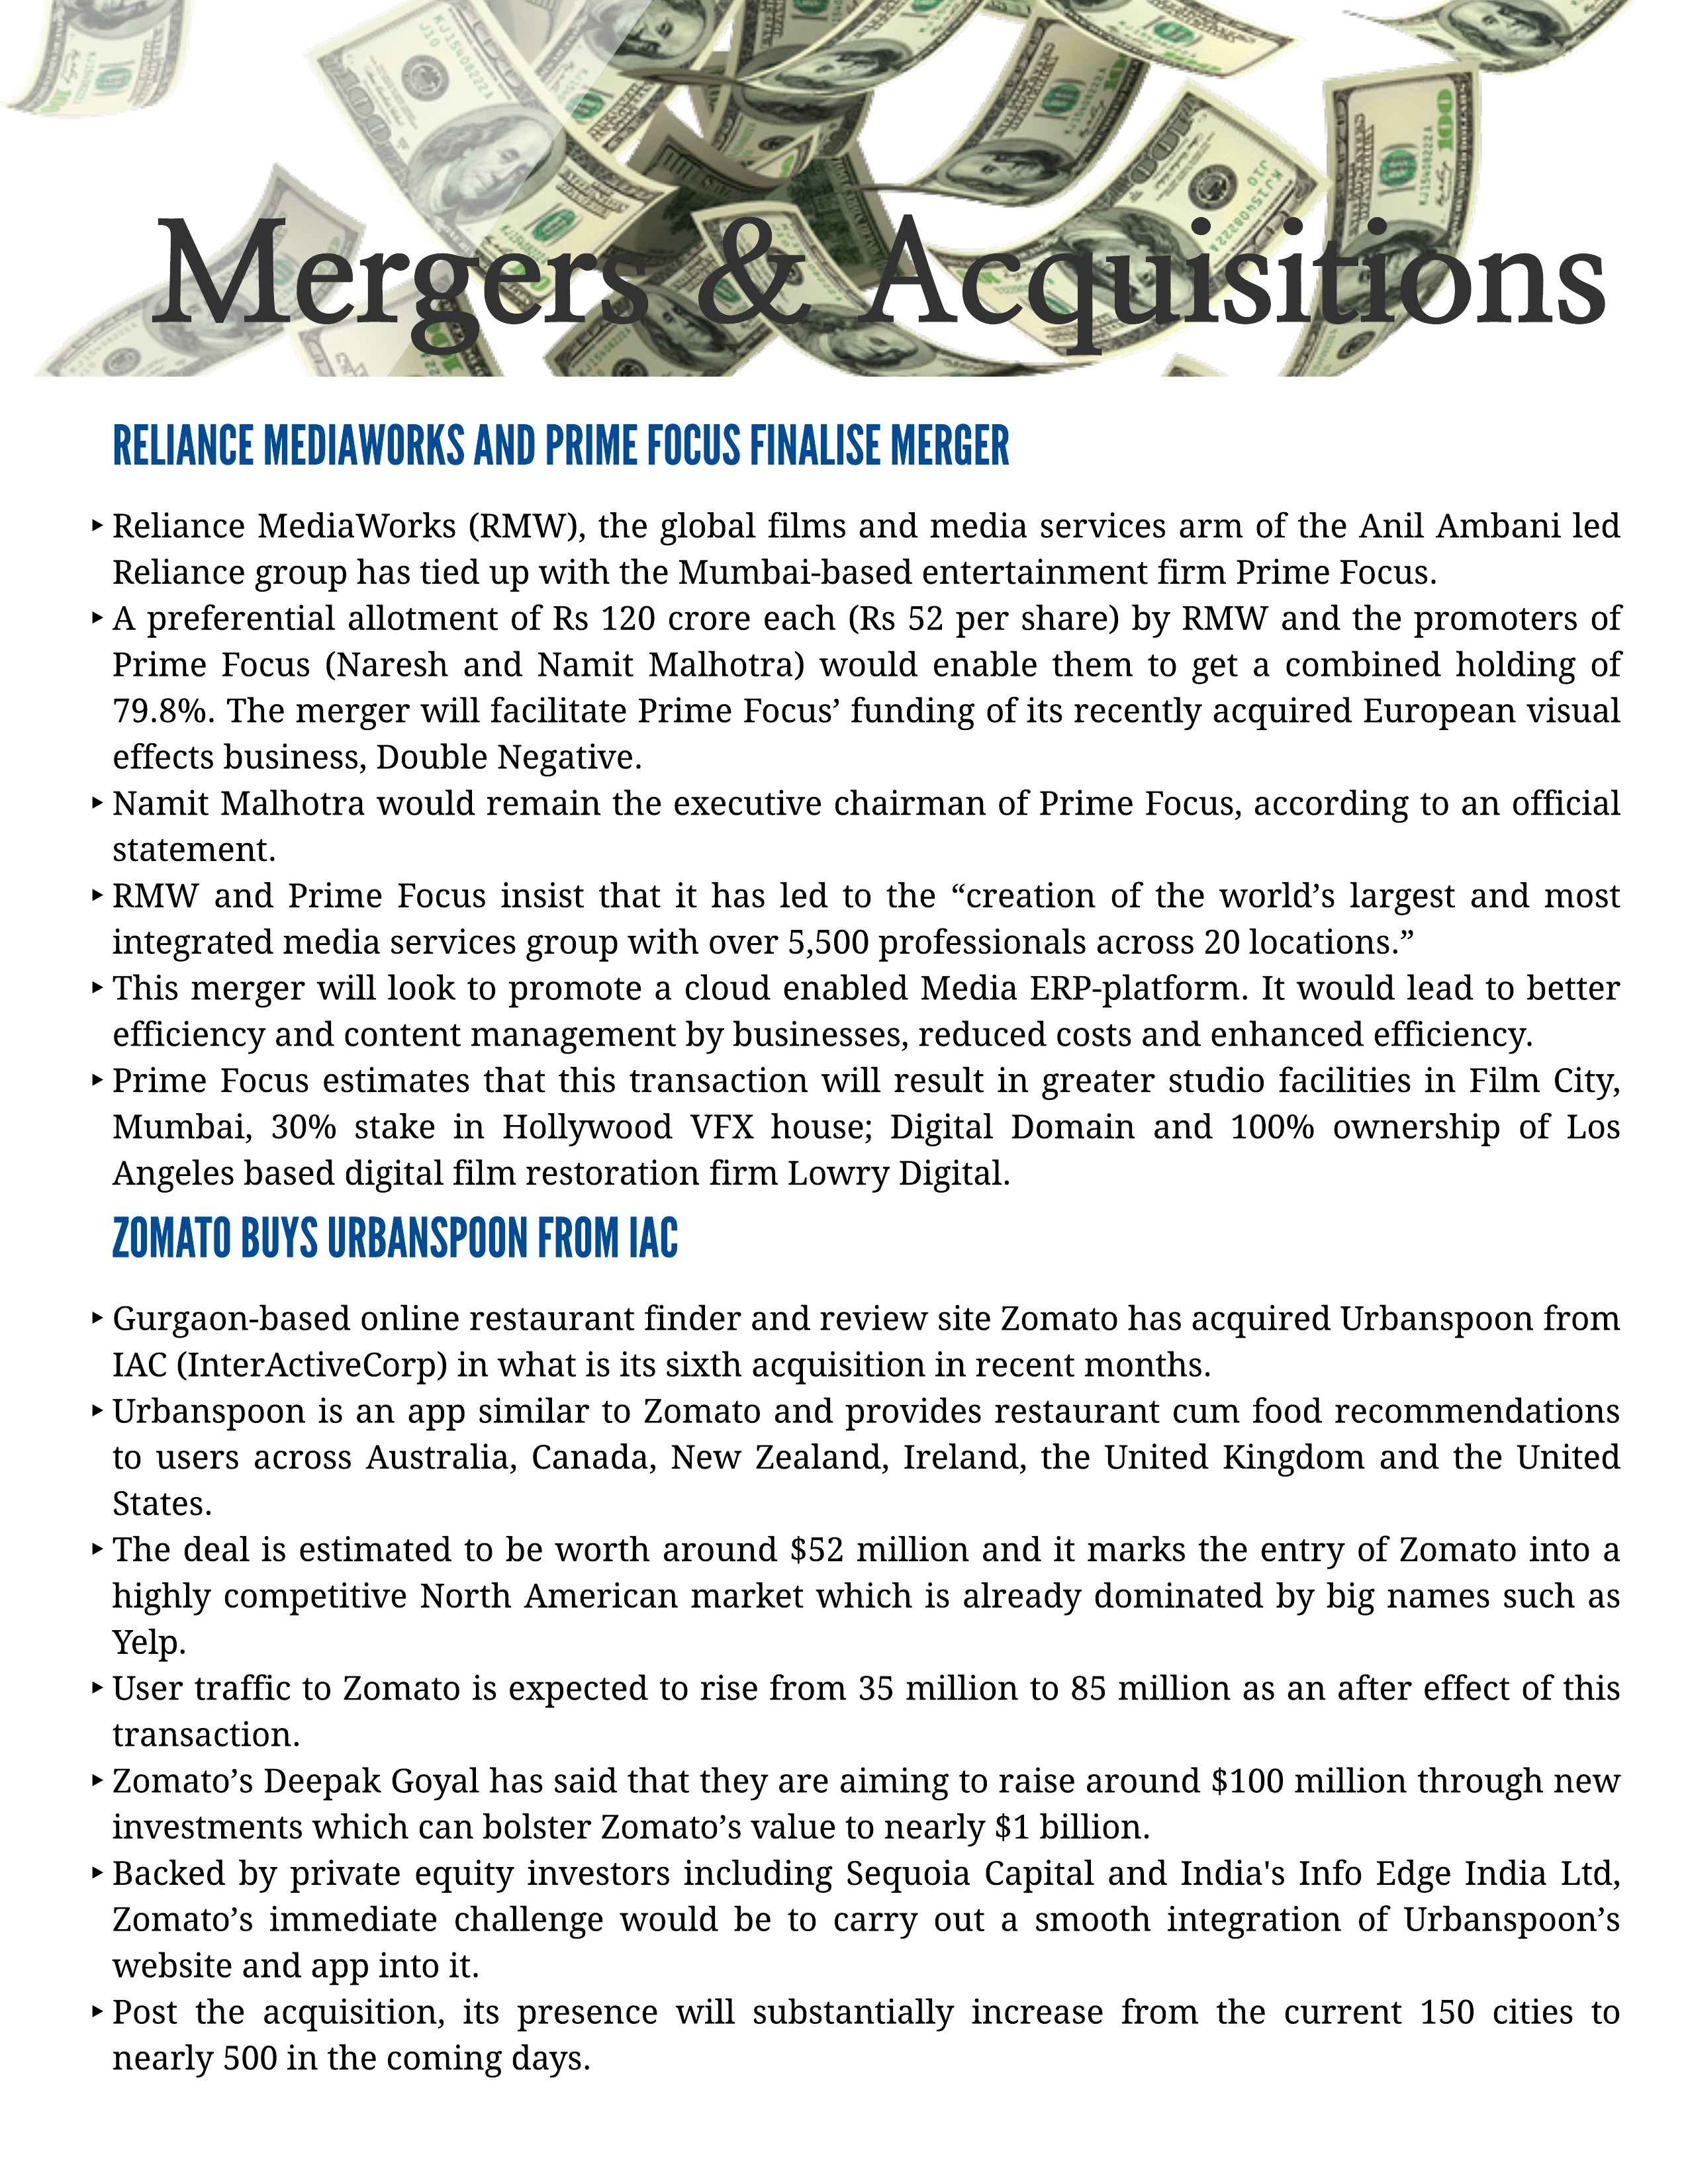 Mergers & Acquisitions
RELIANCE MEDIAWORKS AND PRIME FOCUS FINALISE MERGER
‣ Reliance MediaWorks (RMW), the global films and media services arm of the Anil Ambani led
Reliance group has tied up with the Mumbai-based entertainment firm Prime Focus.
‣ A preferential allotment of Rs 120 crore each (Rs 52 per share) by RMW and the promoters of
Prime Focus (Naresh and Namit Malhotra) would enable them to get a combined holding of
79.8%. The merger will facilitate Prime Focus’ funding of its recently acquired European visual
effects business, Double Negative.
‣ Namit Malhotra would remain the executive chairman of Prime Focus, according to an official
statement.
‣ RMW and Prime Focus insist that it has led to the “creation of the world’s largest and most
integrated media services group with over 5,500 professionals across 20 locations.”
‣ This merger will look to promote a cloud enabled Media ERP-platform. It would lead to better
efficiency and content management by businesses, reduced costs and enhanced efficiency.
‣ Prime Focus estimates that this transaction will result in greater studio facilities in Film City,
Mumbai, 30% stake in Hollywood VFX house; Digital Domain and 100% ownership of Los
Angeles based digital film restoration firm Lowry Digital.
ZOMATO BUYS URBANSPOON FROM IAC
‣ Gurgaon-based online restaurant finder and review site Zomato has acquired Urbanspoon from
IAC (InterActiveCorp) in what is its sixth acquisition in recent months.
‣ Urbanspoon is an app similar to Zomato and provides restaurant cum food recommendations
to users across Australia, Canada, New Zealand, Ireland, the United Kingdom and the United
States.
‣ The deal is estimated to be worth around $52 million and it marks the entry of Zomato into a
highly competitive North American market which is already dominated by big names such as
Yelp.
‣ User traffic to Zomato is expected to rise from 35 million to 85 million as an after effect of this
transaction.
‣ Zomato’s Deepak Goyal has said that they are aiming to raise around $100 million through new
investments which can bolster Zomato’s value to nearly $1 billion.
‣ Backed by private equity investors including Sequoia Capital and India's Info Edge India Ltd,
Zomato’s immediate challenge would be to carry out a smooth integration of Urbanspoon’s
website and app into it.
‣ Post the acquisition, its presence will substantially increase from the current 150 cities to
nearly 500 in the coming days.